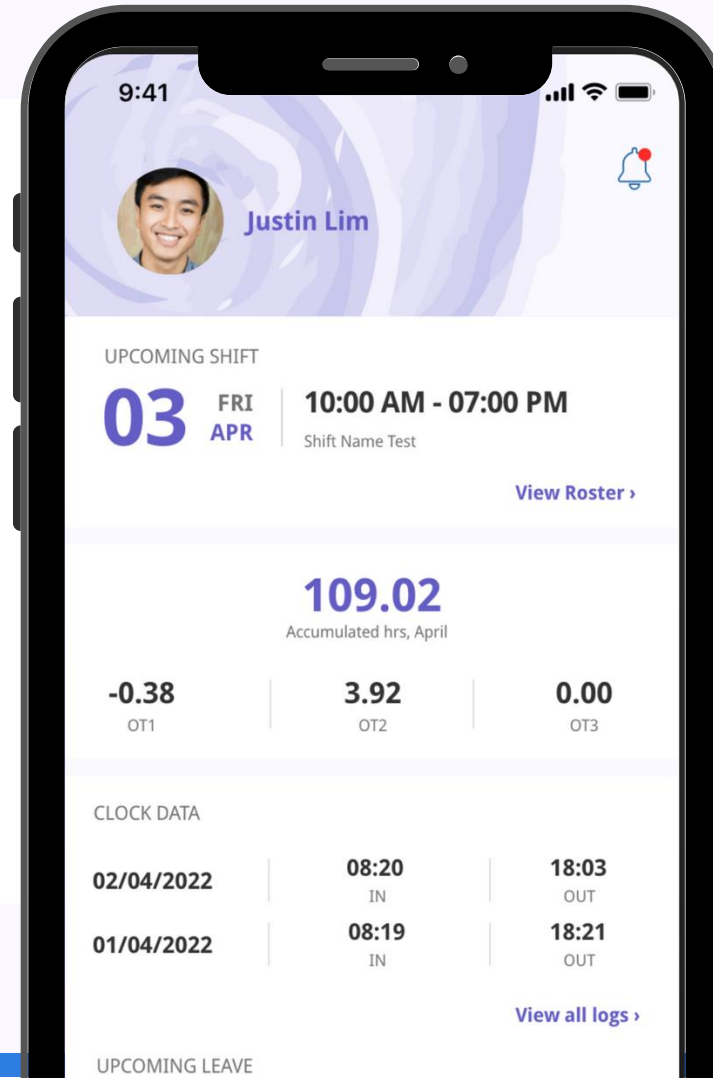 9:41
Justin Lim
UPCOMING SHIFT
03 FRI APR 10:00 AM - 07:00 PM
Shift Name Test
View Roster ›
109.02
Accumulated hrs, April
-0.38 3.92 0.00
OT1 OT2 OT3
CLOCK DATA
02/04/2022 08:20 18:03
IN OUT
01/04/2022 08:19 18:21
IN OUT
View all logs ›
UPCOMING LEAVE